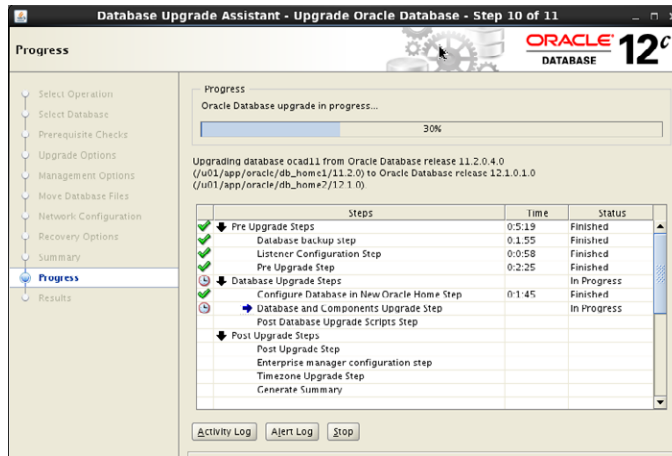 Database Upgrade Assistant - Upgrade Oracle Database - Step 10 of 11
Progress
ORACLE
DATABASE
12c
Select Operation
Select Database
Prerequisite Checks
Upgrade Options
Management Options
Move Database Files
Network Configuration
Recovery Options
Summary
Progress
Results
Progress
Oracle Database upgrade in progress...
30%
Upgrading database ocad11 from Oracle Database release 11.2.0.4.0
(/u01/app/oracle/db_home1/11.2.0) to Oracle Database release 12.1.0.1.0
(/u01/app/oracle/db_home2/12.1.0).
Steps Time Status
Pre Upgrade Steps 0:5:19 Finished
Database backup step 0:1:55 Finished
Listener Configuration Step 0:0:58 Finished
Pre Upgrade Step 0:2:25 Finished
Database Upgrade Steps In Progress
Configure Database in New Oracle Home Step 0:1:45 Finished
Database and Components Upgrade Step In Progress
Post Database Upgrade Scripts Step
Post Upgrade Steps
Post Upgrade Step
Enterprise manager configuration step
Timezone Upgrade Step
Generate Summary
Activity Log Alert Log Stop